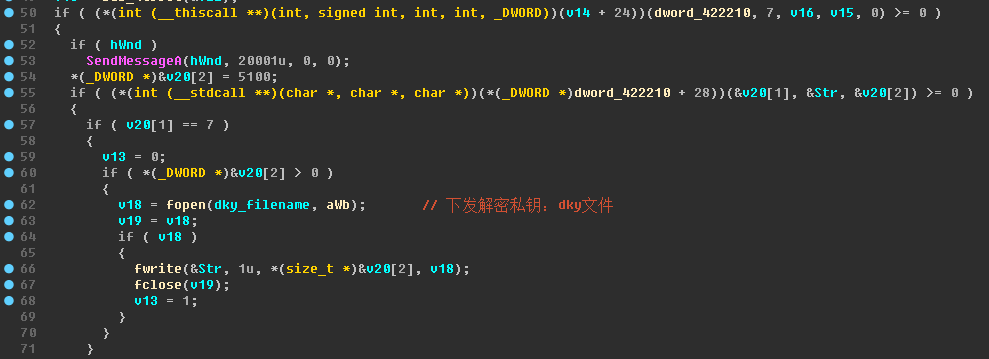 50 if ( (*(int (__thiscall **)(int, signed int, int, int, _DWORD))(v14 + 24))(dword_422210, 7, v16, v15, 0) >= 0 )
51 {
52 if ( hWnd )
53 SendMessageA(hWnd, 20001u, 0, 0);
54 *(_DWORD *)&v20[2] = 5100;
55 if ( (*(int (__stdcall **)(char *, char *, char *))(*(_DWORD *)dword_422210 + 28))(&v20[1], &Str, &v20[2]) >= 0 )
56 {
57 if ( v20[1] == 7 )
58 {
59 v13 = 0;
60 if ( *(_DWORD *)&v20[2] > 0 )
61 {
62 v18 = fopen(dky_filename, aWb); // 下发解密私钥：dky文件
63 v19 = v18;
64 if ( v18 )
65 {
66 fwrite(&Str, 1u, *(size_t *)&v20[2], v18);
67 fclose(v19);
68 v13 = 1;
69 }
70 }
71 }